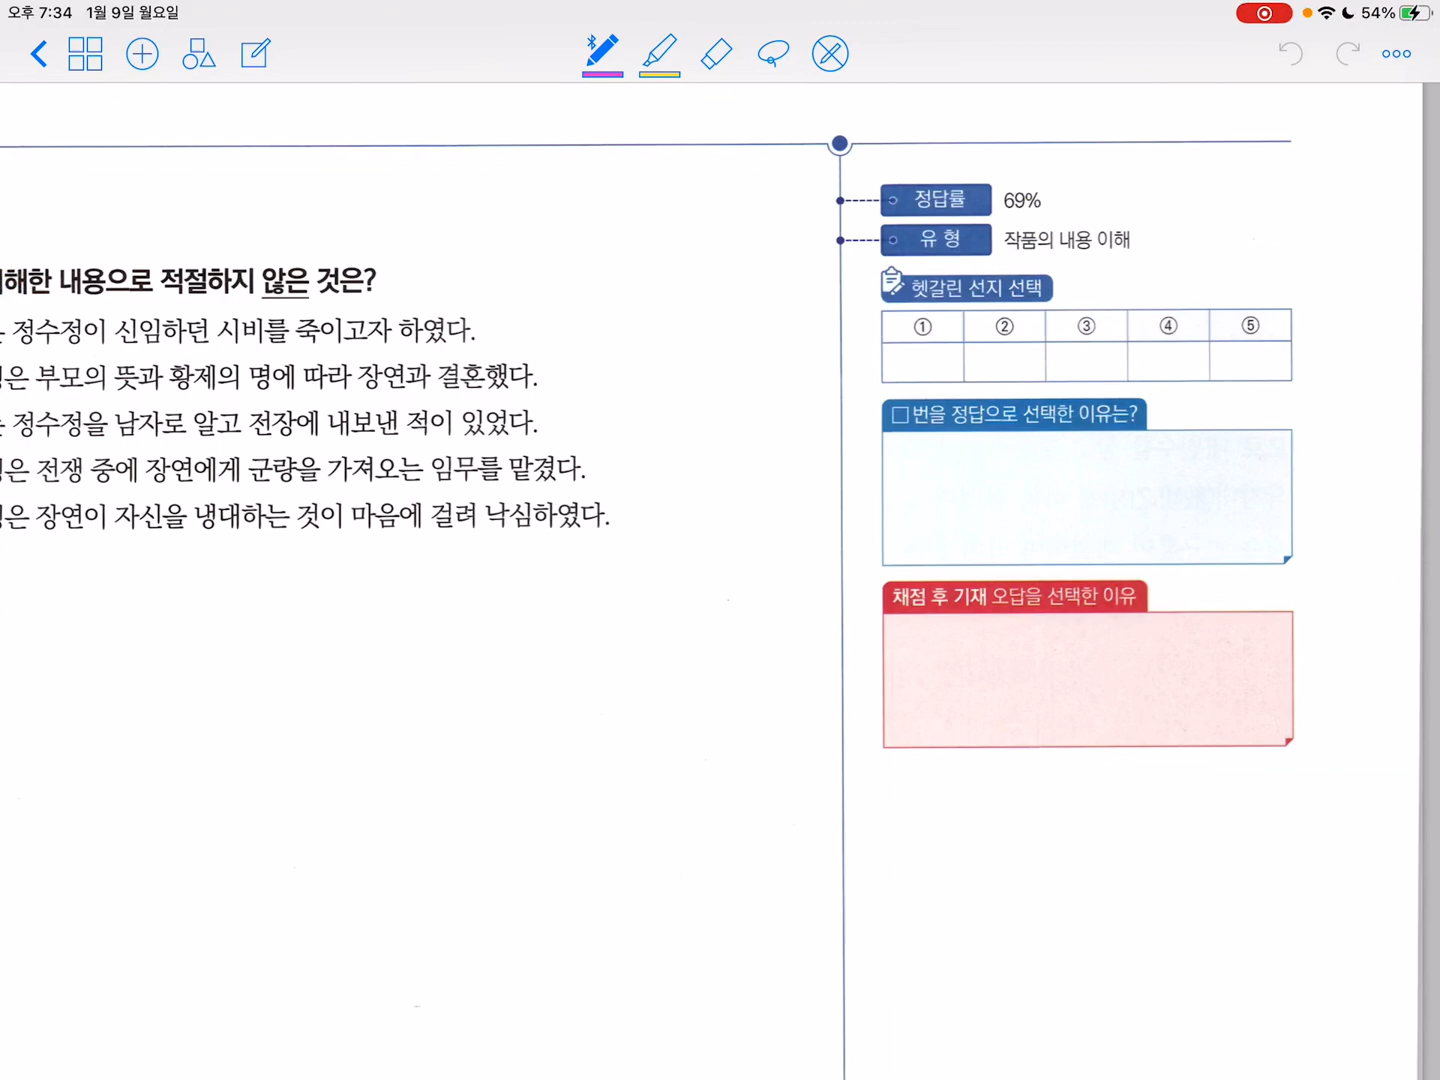 오후 7:34 1월 9일 월요일
54%
정답률 69%
유 형 작품의 내용 이해
헷갈린 선지 선택
① ② ③ ④ ⑤
해한 내용으로 적절하지 않은 것은?
정수정이 신임하던 시비를 죽이고자 하였다.
은 부모의 뜻과 황제의 명에 따라 장연과 결혼했다.
정수정을 남자로 알고 전장에 내보낸 적이 있었다.
은 전쟁 중에 장연에게 군량을 가져오는 임무를 맡겼다.
은 장연이 자신을 냉대하는 것이 마음에 걸려 낙심하였다.
□번을 정답으로 선택한 이유는?
채점 후 기재 오답을 선택한 이유